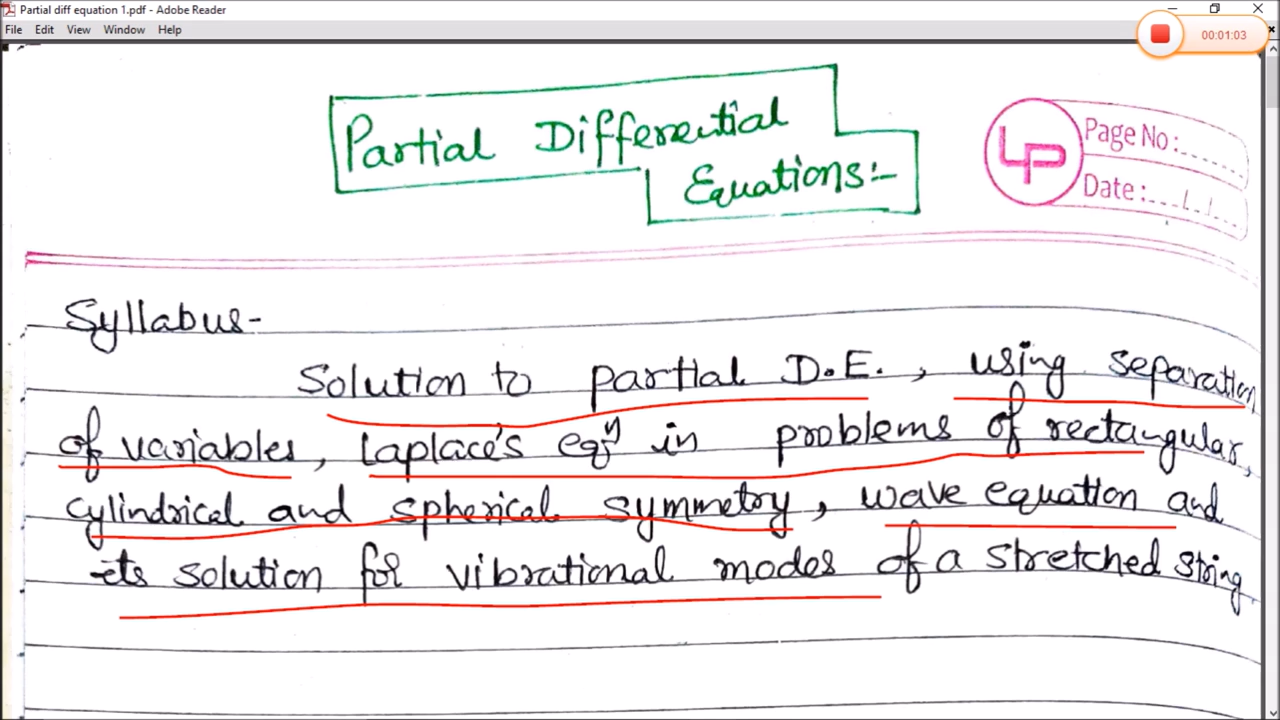 Partial diff equation 1.pdf - Adobe Reader
File Edit View Window Help
00:01:03
Partial Differential
Equations:-
LP
Page No:......
Date:...../..../....
Syllabus-
Solution to partial D.E., using separation
of variables, Laplace's eqⁿ in problems of rectangular,
cylindrical and spherical symmetry, wave equation and
its solution for vibrational modes of a stretched string